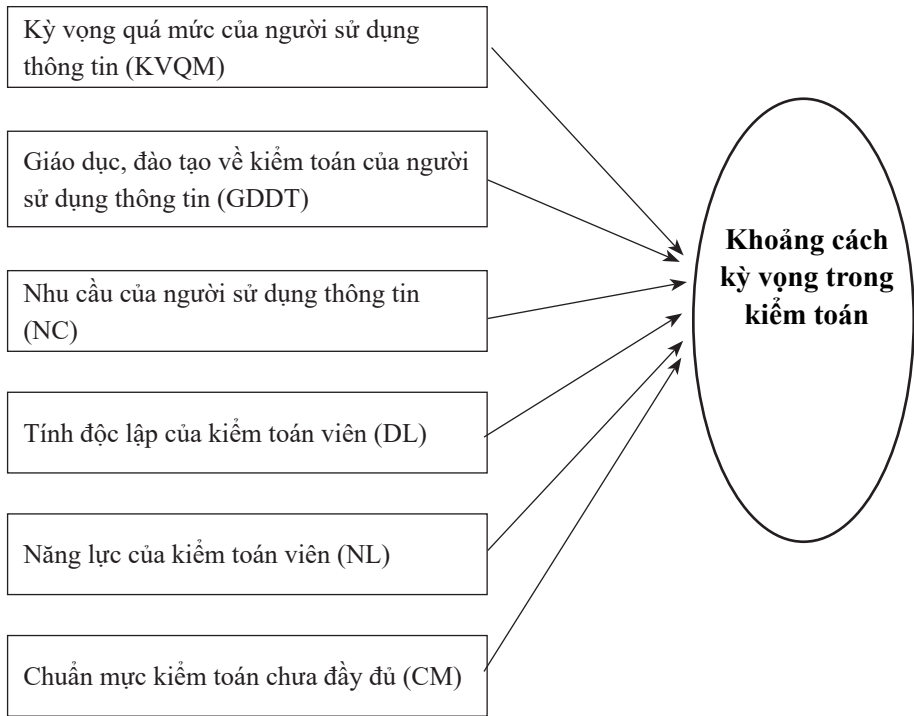 Kỳ vọng quá mức của người sử dụng
thông tin (KVQM)
Giáo dục, đào tạo về kiểm toán của người
sử dụng thông tin (GDDT)
Nhu cầu của người sử dụng thông tin
(NC)
Tính độc lập của kiểm toán viên (DL)
Năng lực của kiểm toán viên (NL)
Chuẩn mực kiểm toán chưa đầy đủ (CM)
Khoảng cách
kỳ vọng trong
kiểm toán